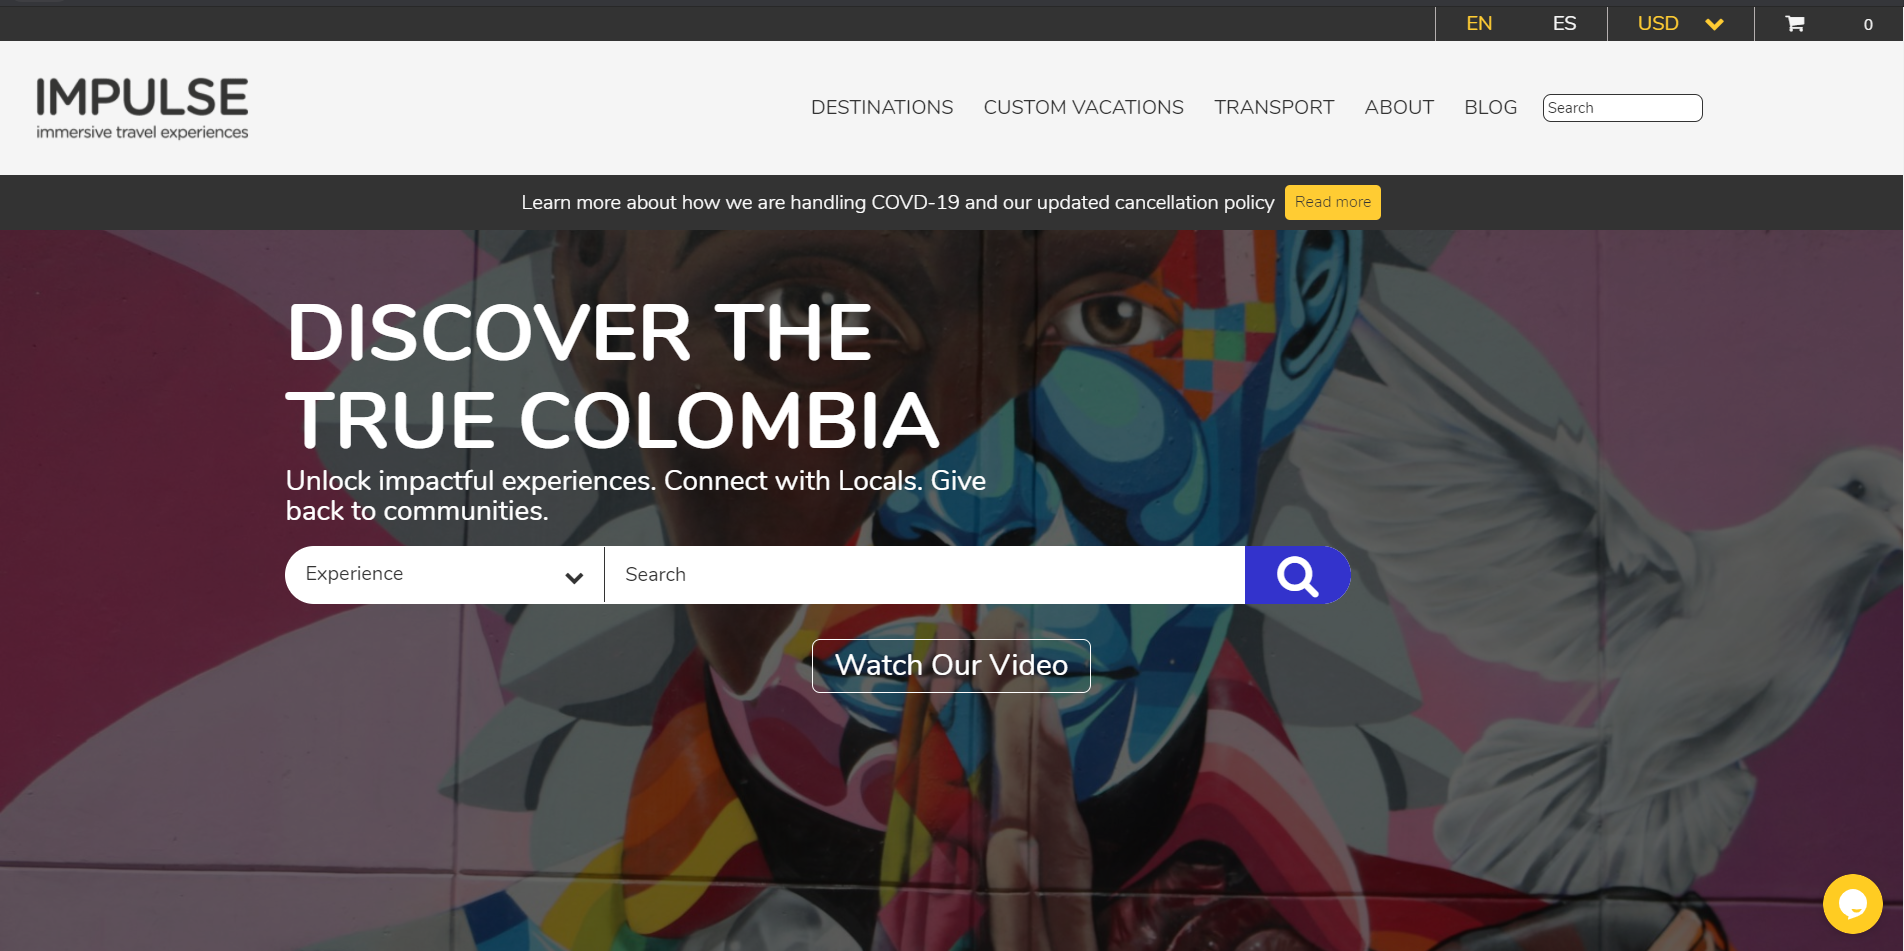 EN ES USD 0
IMPULSE
immersive travel experiences
DESTINATIONS CUSTOM VACATIONS TRANSPORT ABOUT BLOG Search
Learn more about how we are handling COVD-19 and our updated cancellation policy Read more
DISCOVER THE
TRUE COLOMBIA
Unlock impactful experiences. Connect with Locals. Give
back to communities.
Experience Search
Watch Our Video